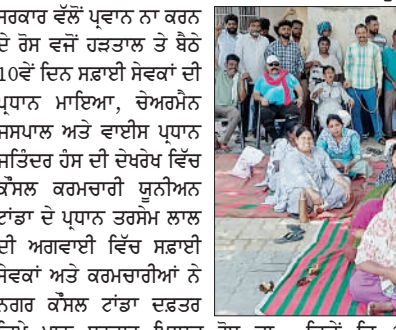 ਸਰਕਾਰ ਵੱਲੋਂ ਪ੍ਰਵਾਨ ਨਾ ਕਰਨ
ਦੇ ਰੋਸ ਵਜੋਂ ਹੜਤਾਲ ਤੇ ਬੈਠੇ
10ਵੇਂ ਦਿਨ ਸਫ਼ਾਈ ਸੇਵਕਾਂ ਦੀ
ਪ੍ਰਧਾਨ ਮਾਇਆ, ਚੇਅਰਮੈਨ
ਜਸਪਾਲ ਅਤੇ ਵਾਈਸ ਪ੍ਰਧਾਨ
ਜਤਿੰਦਰ ਹੰਸ ਦੀ ਦੇਖਰੇਖ ਵਿੱਚ
ਕੌਂਸਲ ਕਰਮਚਾਰੀ ਯੂਨੀਅਨ
ਟਾਂਡਾ ਦੇ ਪ੍ਰਧਾਨ ਤਰਸੇਮ ਲਾਲ
ਦੀ ਅਗਵਾਈ ਵਿੱਚ ਸਫ਼ਾਈ
ਸੇਵਕਾਂ ਅਤੇ ਕਰਮਚਾਰੀਆਂ ਨੇ
ਨਗਰ ਕੌਂਸਲ ਟਾਂਡਾ ਦਫ਼ਤਰ